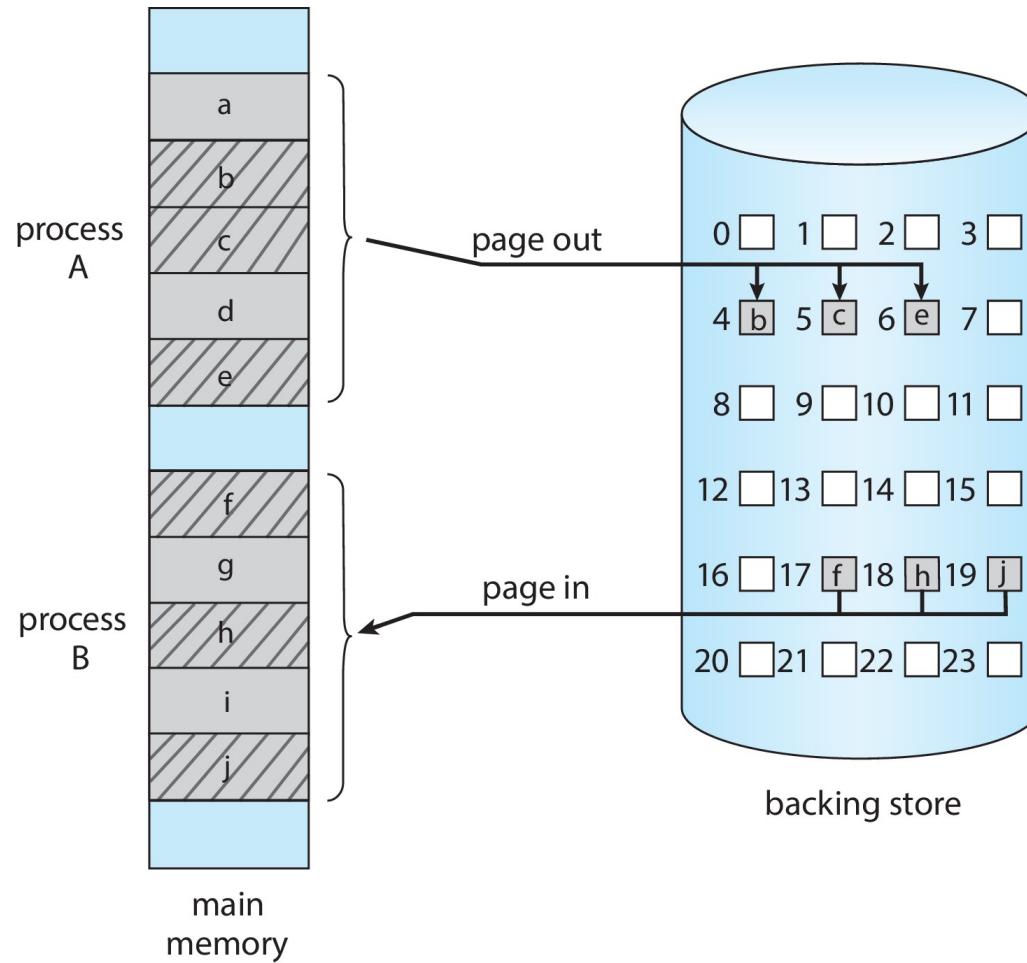 process
A
a
b
c
d
e
process
B
f
g
h
i
j
main
memory
page out
page in
0 1 2 3
4 b 5 c 6 e 7
8 9 10 11
12 13 14 15
16 17 f 18 h 19 j
20 21 22 23
backing store